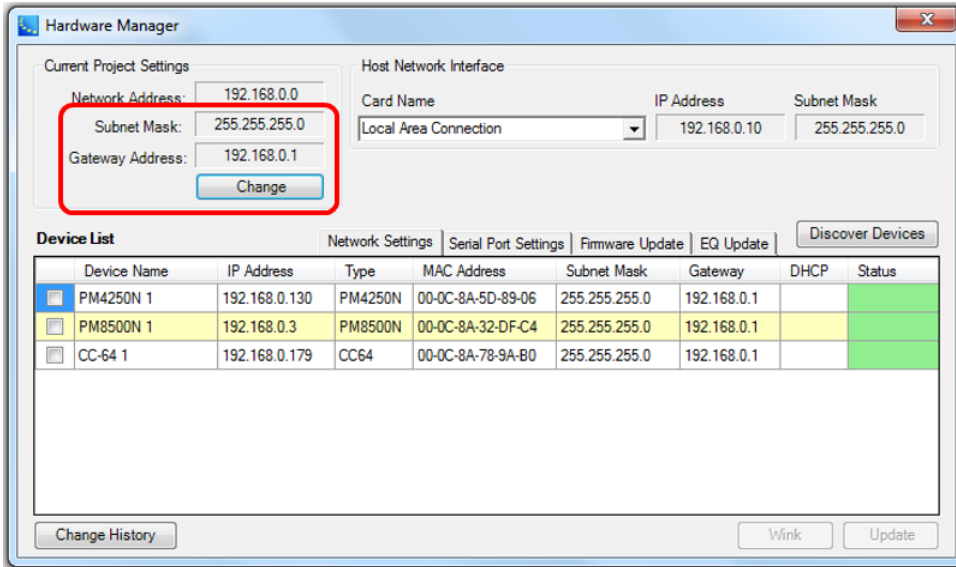 Hardware Manager
Current Project Settings
Network Address: 192.168.0.0
Subnet Mask: 255.255.255.0
Gateway Address: 192.168.0.1
Change
Host Network Interface
Card Name IP Address Subnet Mask
Local Area Connection 192.168.0.10 255.255.255.0
Device List Network Settings Serial Port Settings Firmware Update EQ Update Discover Devices
Device Name IP Address Type MAC Address Subnet Mask Gateway DHCP Status
PM4250N 1 192.168.0.130 PM4250N 00-0C-8A-5D-89-06 255.255.255.0 192.168.0.1
PM8500N 1 192.168.0.3 PM8500N 00-0C-8A-32-DF-C4 255.255.255.0 192.168.0.1
CC-64 1 192.168.0.179 CC64 00-0C-8A-78-9A-B0 255.255.255.0 192.168.0.1
Change History Wink Update